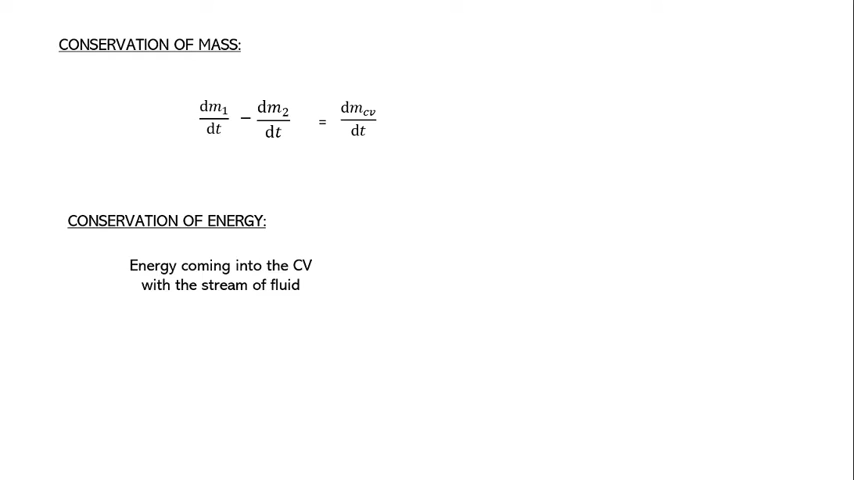 CONSERVATION OF MASS:
dm₁/dt − dm₂/dt = dm_cv/dt
CONSERVATION OF ENERGY:
Energy coming into the CV
with the stream of fluid